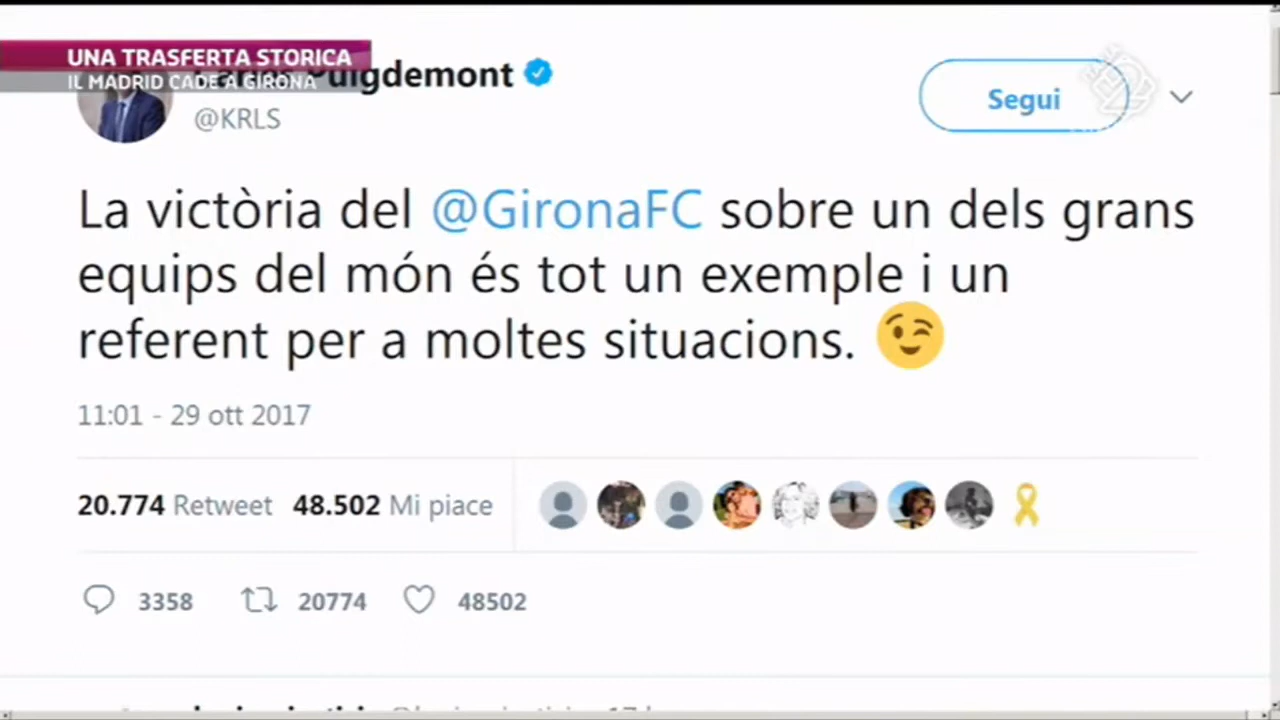 UNA TRASFERTA STORICA
IL MADRID CADE A GIRONA
Puigdemont
@KRLS
Segui
La victòria del @GironaFC sobre un dels grans
equips del món és tot un exemple i un
referent per a moltes situacions.
11:01 - 29 ott 2017
20.774 Retweet 48.502 Mi piace
3358 20774 48502